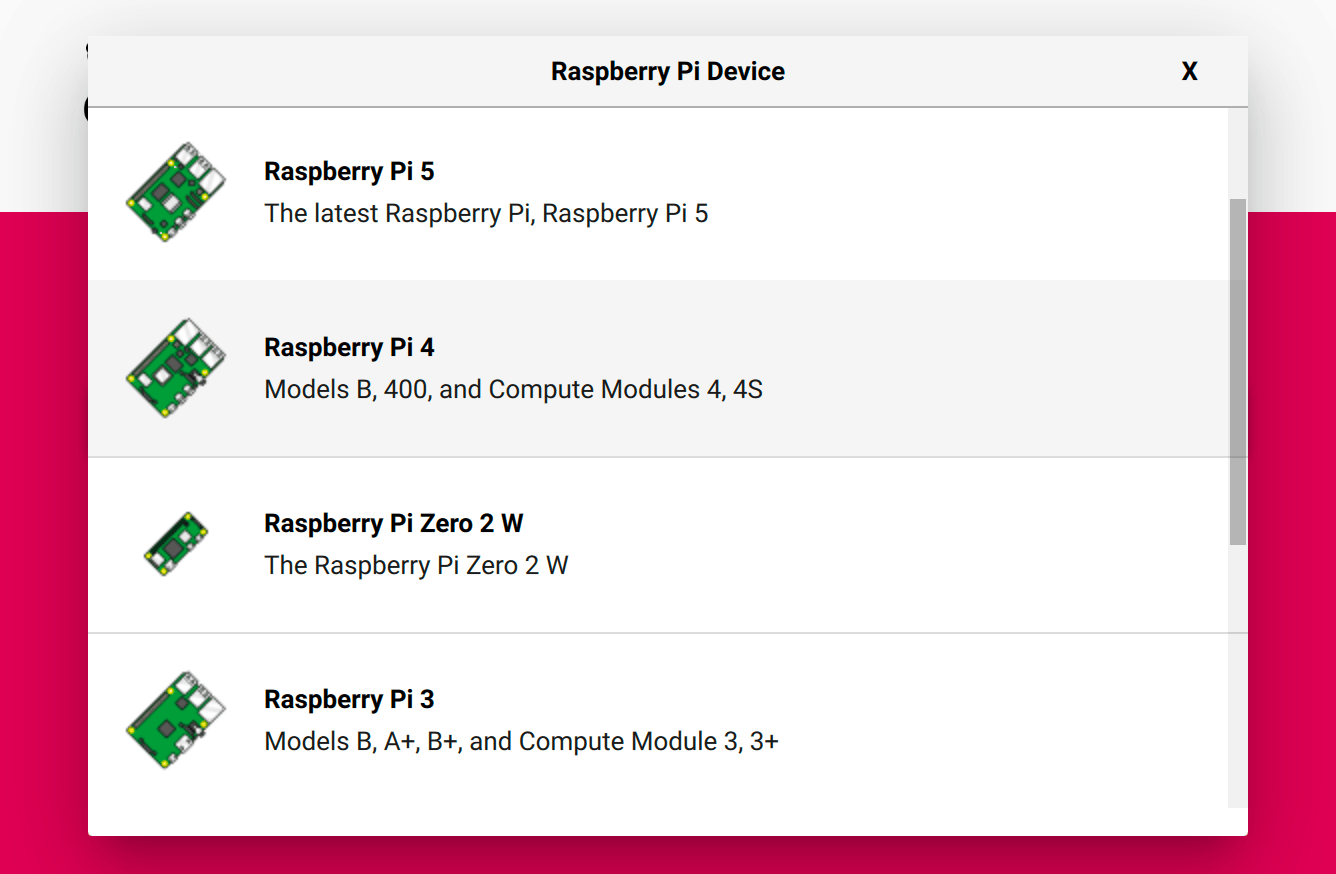 Raspberry Pi Device
X
Raspberry Pi 5
The latest Raspberry Pi, Raspberry Pi 5
Raspberry Pi 4
Models B, 400, and Compute Modules 4, 4S
Raspberry Pi Zero 2 W
The Raspberry Pi Zero 2 W
Raspberry Pi 3
Models B, A+, B+, and Compute Module 3, 3+